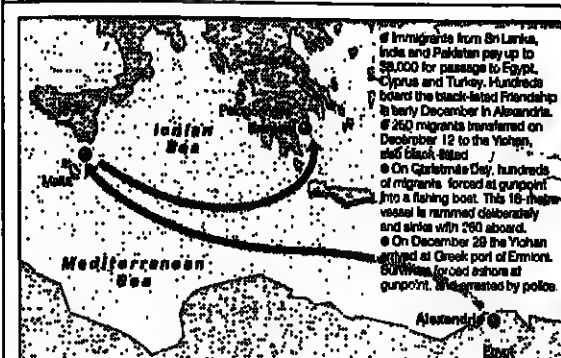 ● Immigrants from Sri Lanka,
India and Pakistan pay up to
for passage to Egypt,
Cyprus and Turkey. Hundreds
board the black-listed Friendship
in early December in Alexandria.
● 250 migrants transferred on
December 12 to the Yiohan,
also black-listed
● On Christmas Day, hundreds
of migrants forced at gunpoint
into a fishing boat. This 18-metre
vessel is rammed deliberately
and sinks with 280 aboard.
● On December 29 the Yiohan
arrived at Greek port of Ermioni.
Survivors forced ashore at
gunpoint, and arrested by police.
Ionian
Sea
Malta
Mediterranean
Sea
Alexandria
Egypt